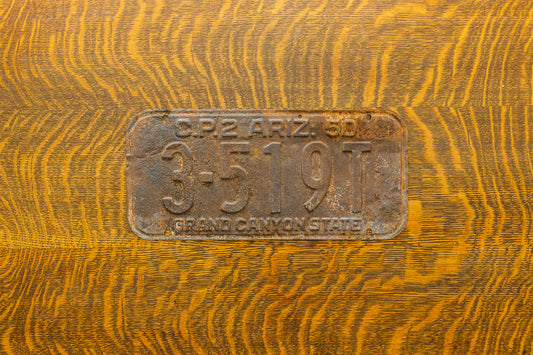 C.P.2 ARIZ. 50
3-519T
GRAND CANYON STATE